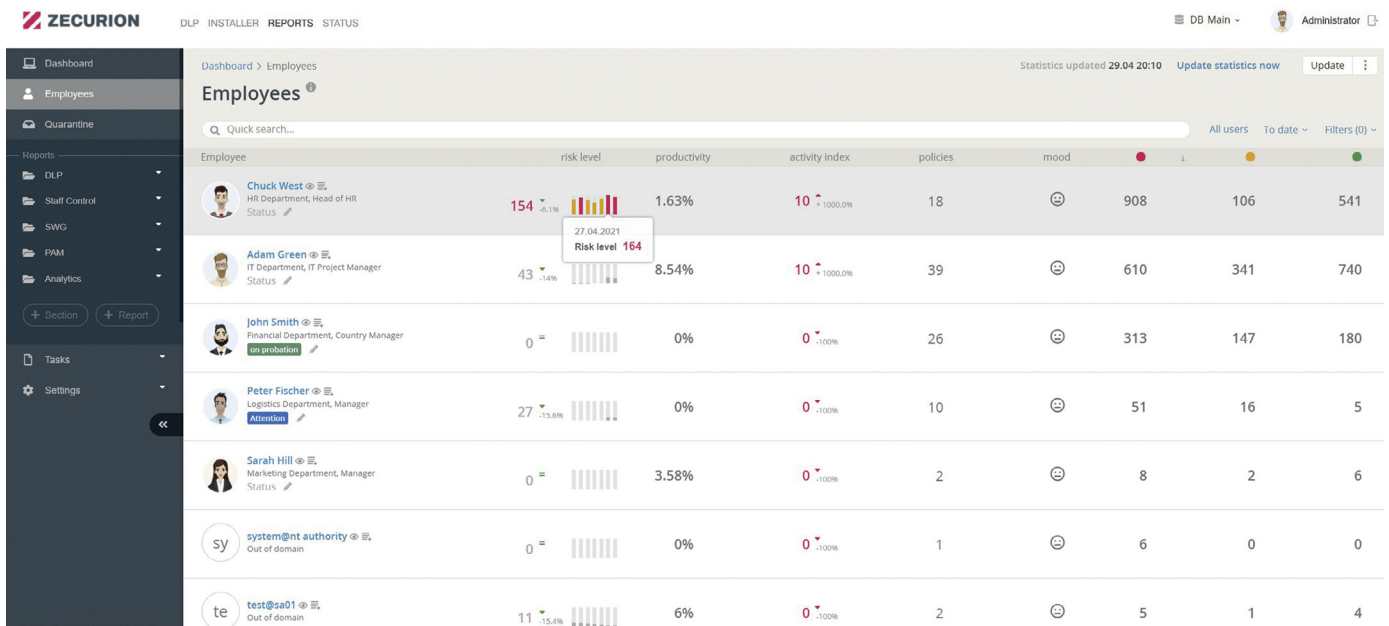 ZECURION
DLP INSTALLER REPORTS STATUS
DB Main
Administrator
Dashboard
Employees
Quarantine
Reports
DLP
Staff Control
SWG
PAM
Analytics
+ Section + Report
Tasks
Settings
Dashboard > Employees
Statistics updated 29.04 20:10 Update statistics now Update
Employees
Quick search...
All users To date Filters (0)
Employee risk level productivity activity index policies mood
Chuck West
HR Department, Head of HR
Status
154 -6.1% 1.63% 10 + 1000.0% 18 908 106 541
27.04.2021
Risk level 164
Adam Green
IT Department, IT Project Manager
Status
43 -14% 8.54% 10 + 1000.0% 39 610 341 740
John Smith
Financial Department, Country Manager
on probation
0 = 0% 0 -100% 26 313 147 180
Peter Fischer
Logistics Department, Manager
Attention
27 -15.6% 0% 0 -100% 10 51 16 5
Sarah Hill
Marketing Department, Manager
Status
0 = 3.58% 0 -100% 2 8 2 6
sy
system@nt authority
Out of domain
0 = 0% 0 -100% 1 6 0 0
te
test@sa01
Out of domain
11 -15.4% 6% 0 -100% 2 5 1 4